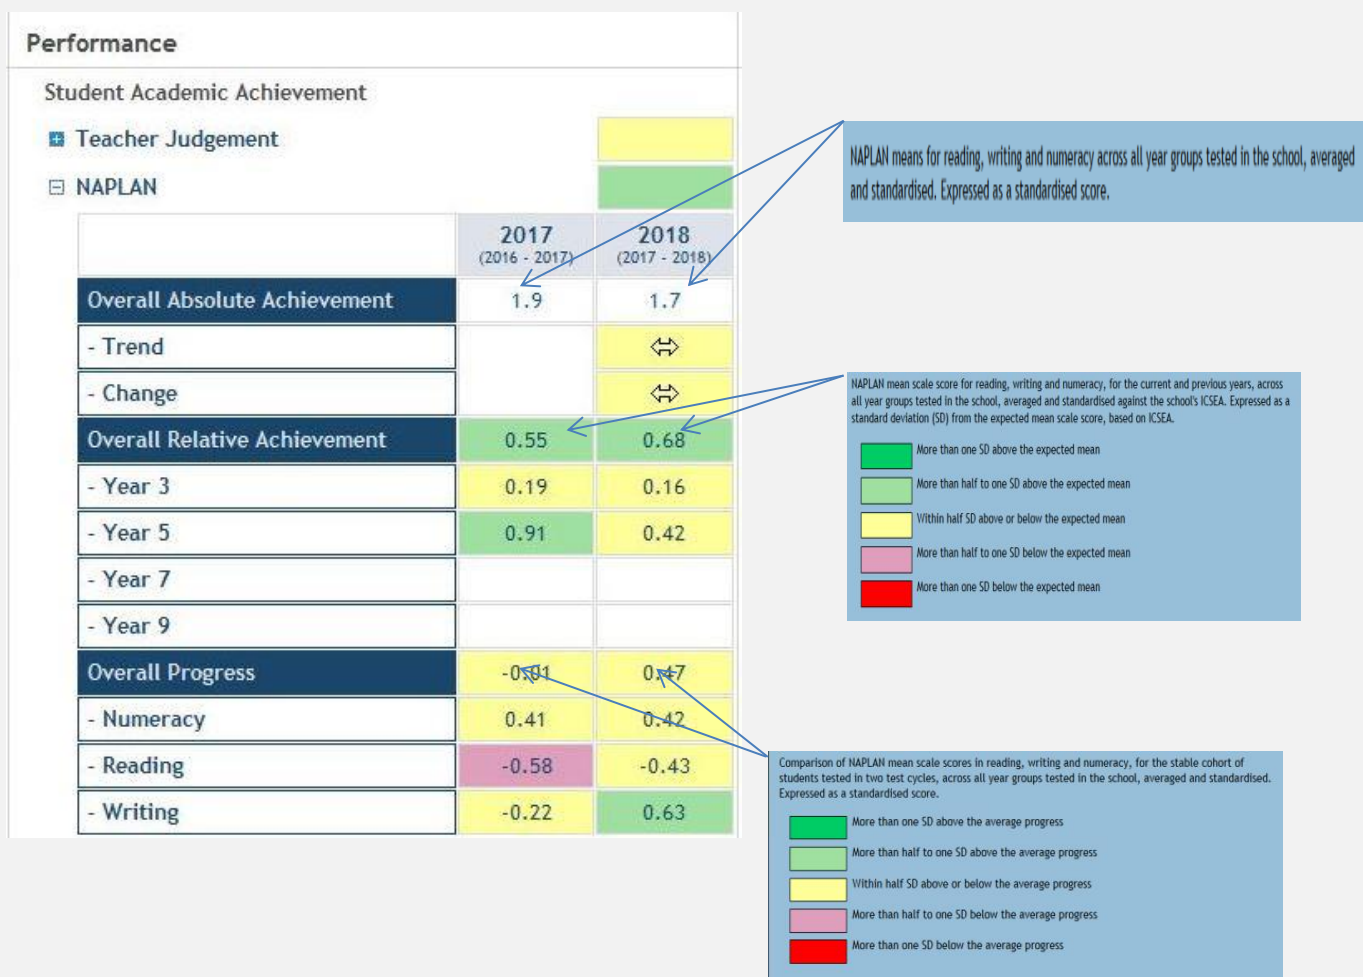 Performance
Student Academic Achievement
Teacher Judgement
NAPLAN
2017 2018
(2016 - 2017) (2017 - 2018)
Overall Absolute Achievement 1.9 1.7
- Trend
- Change
Overall Relative Achievement 0.55 0.68
- Year 3 0.19 0.16
- Year 5 0.91 0.42
- Year 7
- Year 9
Overall Progress -0.01 0.47
- Numeracy 0.41 0.42
- Reading -0.58 -0.43
- Writing -0.22 0.63
NAPLAN means for reading, writing and numeracy across all year groups tested in the school, averaged
and standardised. Expressed as a standardised score.
NAPLAN mean scale score for reading, writing and numeracy, for the current and previous years, across
all year groups tested in the school, averaged and standardised against the school's ICSEA. Expressed as a
standard deviation (SD) from the expected mean scale score, based on ICSEA.
More than one SD above the expected mean
More than half to one SD above the expected mean
Within half SD above or below the expected mean
More than half to one SD below the expected mean
More than one SD below the expected mean
Comparison of NAPLAN mean scale scores in reading, writing and numeracy, for the stable cohort of
students tested in two test cycles, across all year groups tested in the school, averaged and standardised.
Expressed as a standardised score.
More than one SD above the average progress
More than half to one SD above the average progress
Within half SD above or below the average progress
More than half to one SD below the average progress
More than one SD below the average progress